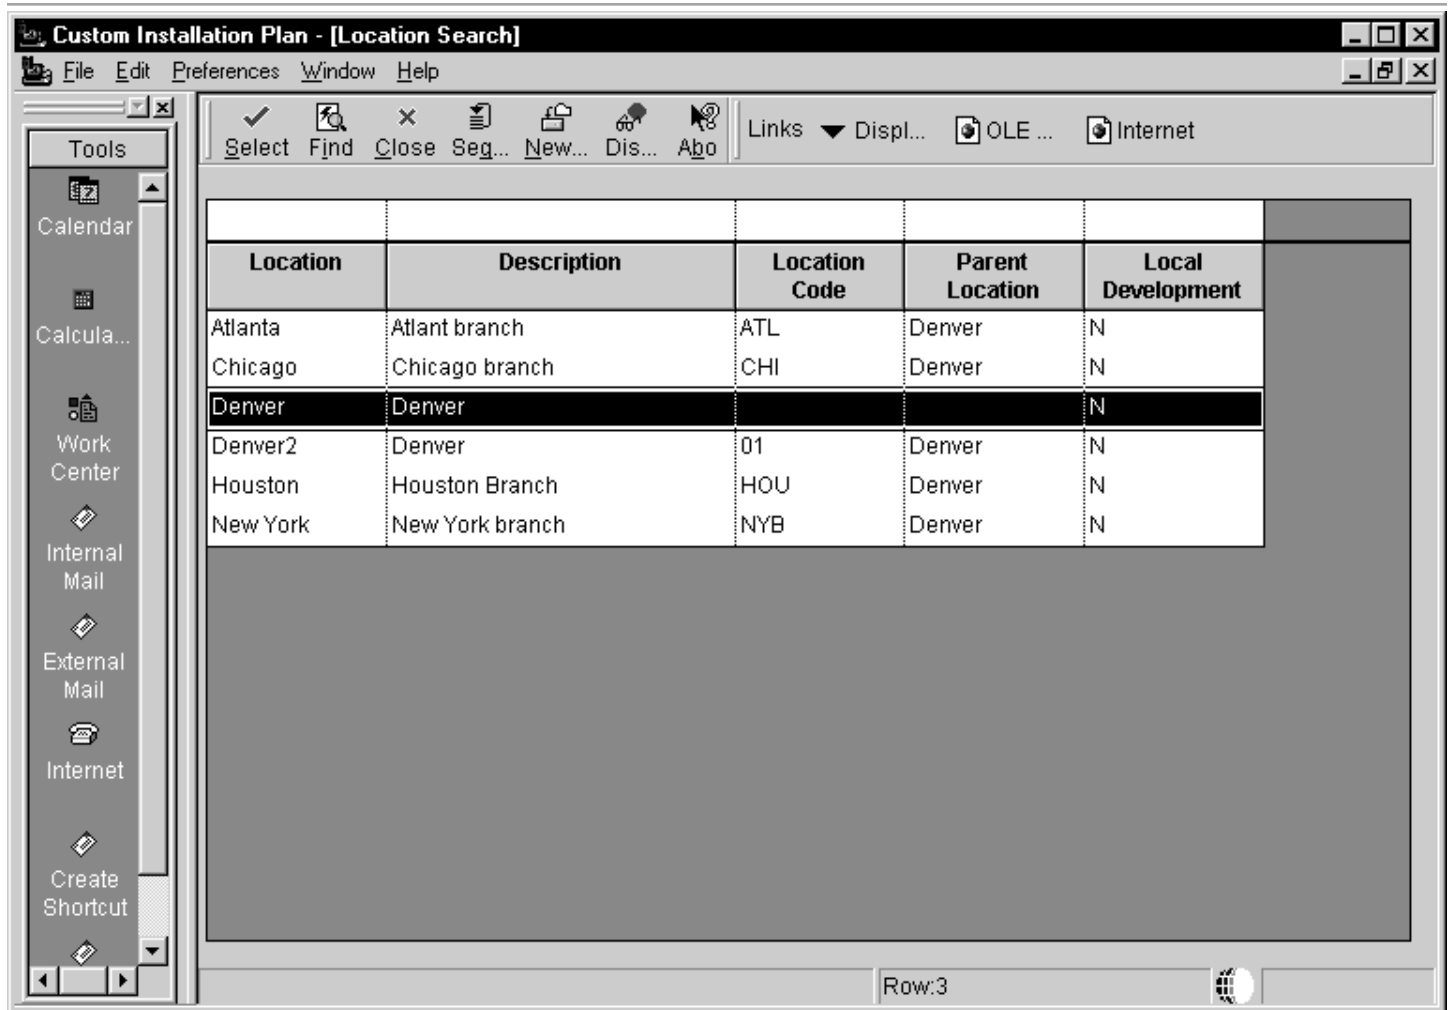 Custom Installation Plan - [Location Search]
File Edit Preferences Window Help
Select Find Close Seq... New... Dis... Abo Links Displ... OLE ... Internet
Tools
Calendar
Calcula...
Work
Center
Internal
Mail
External
Mail
Internet
Create
Shortcut
Location Description Location Code Parent Location Local Development
Atlanta Atlant branch ATL Denver N
Chicago Chicago branch CHI Denver N
Denver Denver N
Denver2 Denver 01 Denver N
Houston Houston Branch HOU Denver N
New York New York branch NYB Denver N
Row:3